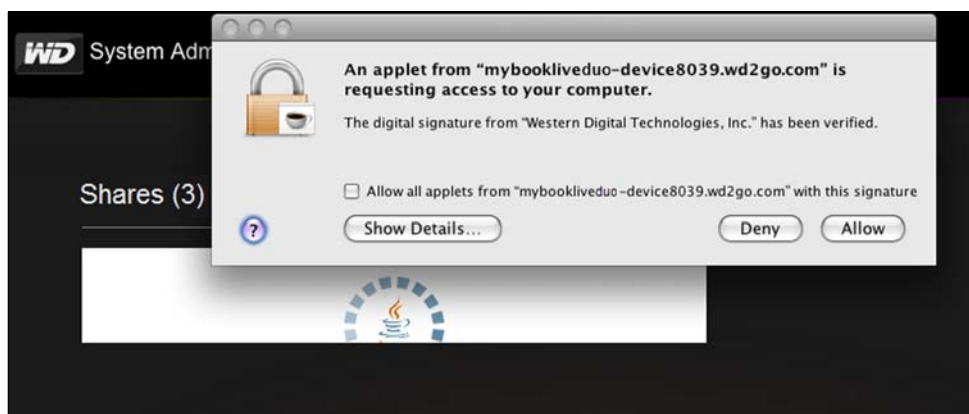 WD System Adm
An applet from "mybookliveduo-device8039.wd2go.com" is
requesting access to your computer.
The digital signature from "Western Digital Technologies, Inc." has been verified.
Shares (3)
Allow all applets from "mybookliveduo-device8039.wd2go.com" with this signature
?
Show Details...
Deny
Allow